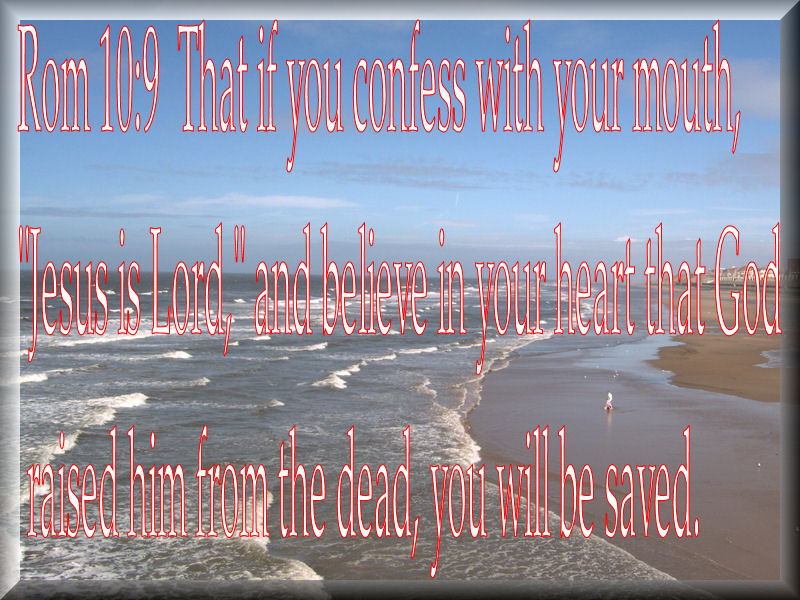 Rom 10:9 That if you confess with your mouth,
"Jesus is Lord," and believe in your heart that God
raised him from the dead, you will be saved.